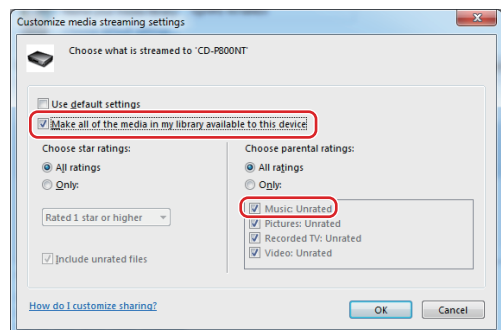 Customize media streaming settings
Choose what is streamed to 'CD-P800NT'
Use default settings
Make all of the media in my library available to this device
Choose star ratings:
All ratings
Only:
Rated 1 star or higher
Include unrated files
Choose parental ratings:
All ratings
Only:
Music: Unrated
Pictures: Unrated
Recorded TV: Unrated
Video: Unrated
How do I customize sharing?
OK
Cancel